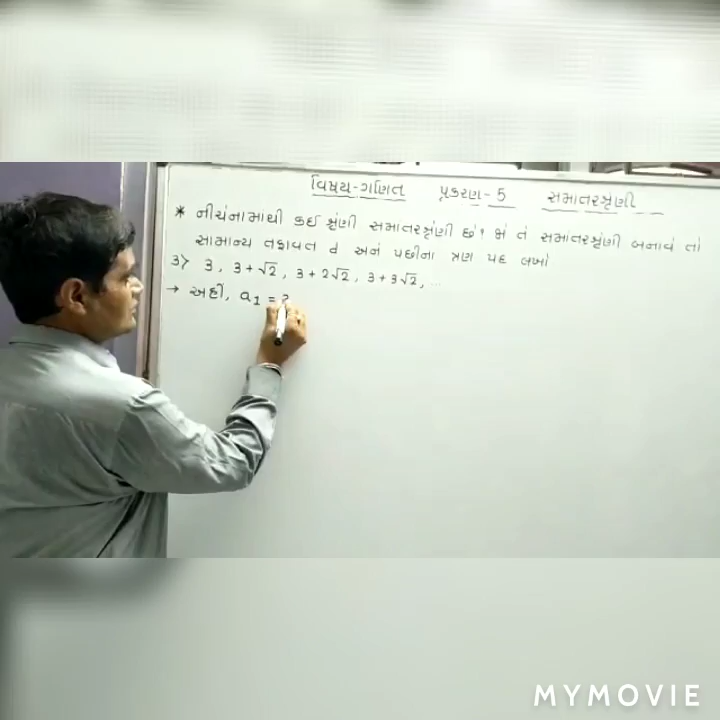 વિષય-ગણિત પ્રકરણ-5 સમાંતરશ્રેણી
* નીચેનામાંથી કઈ શ્રેણી સમાંતરશ્રેણી છે? જો તે સમાંતરશ્રેણી બનાવે તો
સામાન્ય તફાવત d અને પછીના ત્રણ પદ લખો
3> 3, 3+√2, 3+2√2, 3+3√2, ...
→ અહીં, a₁ =
MYMOVIE